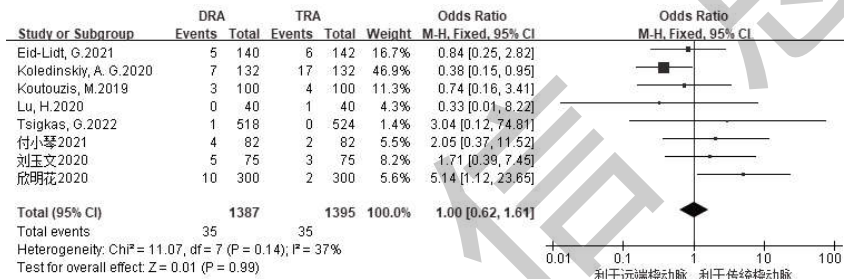 DRA TRA Odds Ratio Odds Ratio
Study or Subgroup Events Total Events Total Weight M-H, Fixed, 95% CI M-H, Fixed, 95% CI
Eid-Lidt, G.2021 5 140 6 142 16.7% 0.84 [0.25, 2.82]
Koledinskiy, A. G.2020 7 132 17 132 46.9% 0.38 [0.15, 0.95]
Koutouzis, M.2019 3 100 4 100 11.3% 0.74 [0.16, 3.41]
Lu, H.2020 0 40 1 40 4.3% 0.33 [0.01, 8.22]
Tsigkas, G.2022 1 518 0 524 1.4% 3.04 [0.12, 74.81]
付小琴2021 4 82 2 82 5.5% 2.05 [0.37, 11.52]
刘玉文2020 5 75 3 75 8.2% 1.71 [0.39, 7.45]
欣明花2020 10 300 2 300 5.6% 5.14 [1.12, 23.65]
Total (95% CI) 1387 1395 100.0% 1.00 [0.62, 1.61]
Total events 35 35
Heterogeneity: Chi² = 11.07, df = 7 (P = 0.14); I² = 37%
Test for overall effect: Z = 0.01 (P = 0.99)
0.01 0.1 1 10 100
利于远端桡动脉 利于传统桡动脉